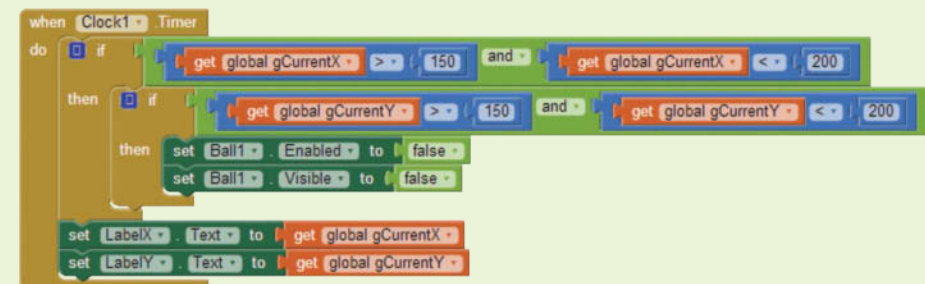 when Clock1 .Timer
do if get global gCurrentX > 150 and get global gCurrentX < 200
then if get global gCurrentY > 150 and get global gCurrentY < 200
then set Ball1 . Enabled to false
set Ball1 . Visible to false
set LabelX . Text to get global gCurrentX
set LabelY . Text to get global gCurrentY